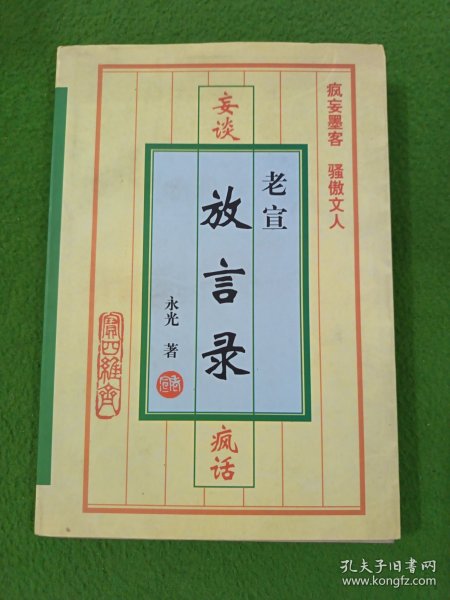 疯妄墨客 骚傲文人
妄谈
老宣
放言录
永光 著
疯话
孔夫子旧书网
www.kongfz.com